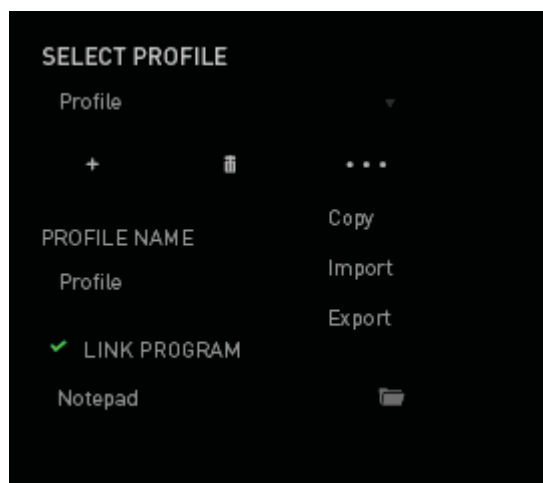 SELECT PROFILE
Profile
Copy
PROFILE NAME
Import
Profile
Export
LINK PROGRAM
Notepad